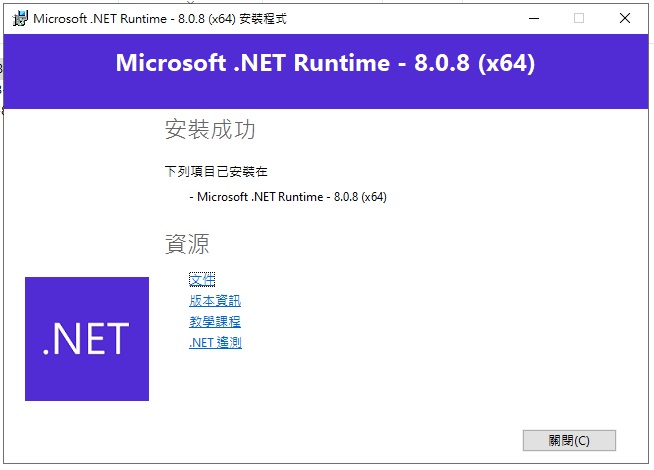 Microsoft .NET Runtime - 8.0.8 (x64) 安裝程式
Microsoft .NET Runtime - 8.0.8 (x64)
安裝成功
下列項目已安裝在
- Microsoft .NET Runtime - 8.0.8 (x64)
資源
文件
版本資訊
教學課程
.NET 遙測
.NET
關閉(C)